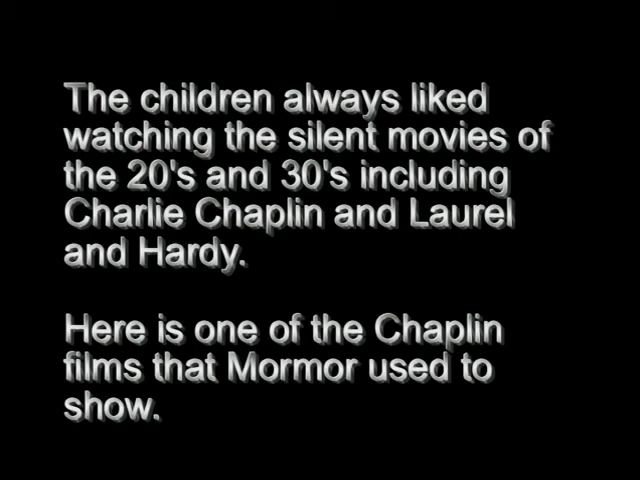 The children always liked
watching the silent movies of
the 20's and 30's including
Charlie Chaplin and Laurel
and Hardy.
Here is one of the Chaplin
films that Mormor used to
show.